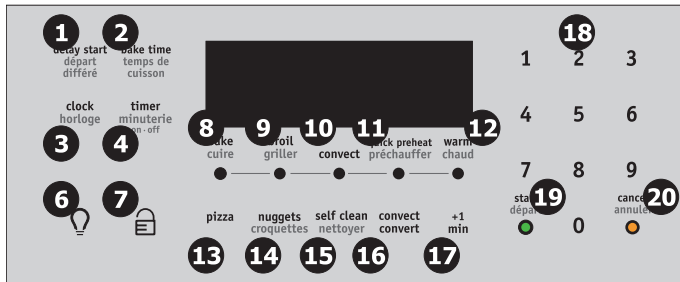 1 2 18
delay start bake time
départ temps de
différé cuisson
1 2 3
clock timer
horloge minuterie
on·off
3 4
8 9 10 11 12
4 5 6
bake broil convect quick preheat warm
cuire griller préchauffer chaud
7 8 9
6 7
19 20
start cancel
départ annuler
0
pizza nuggets self clean convect +1
croquettes nettoyer convert min
13 14 15 16 17